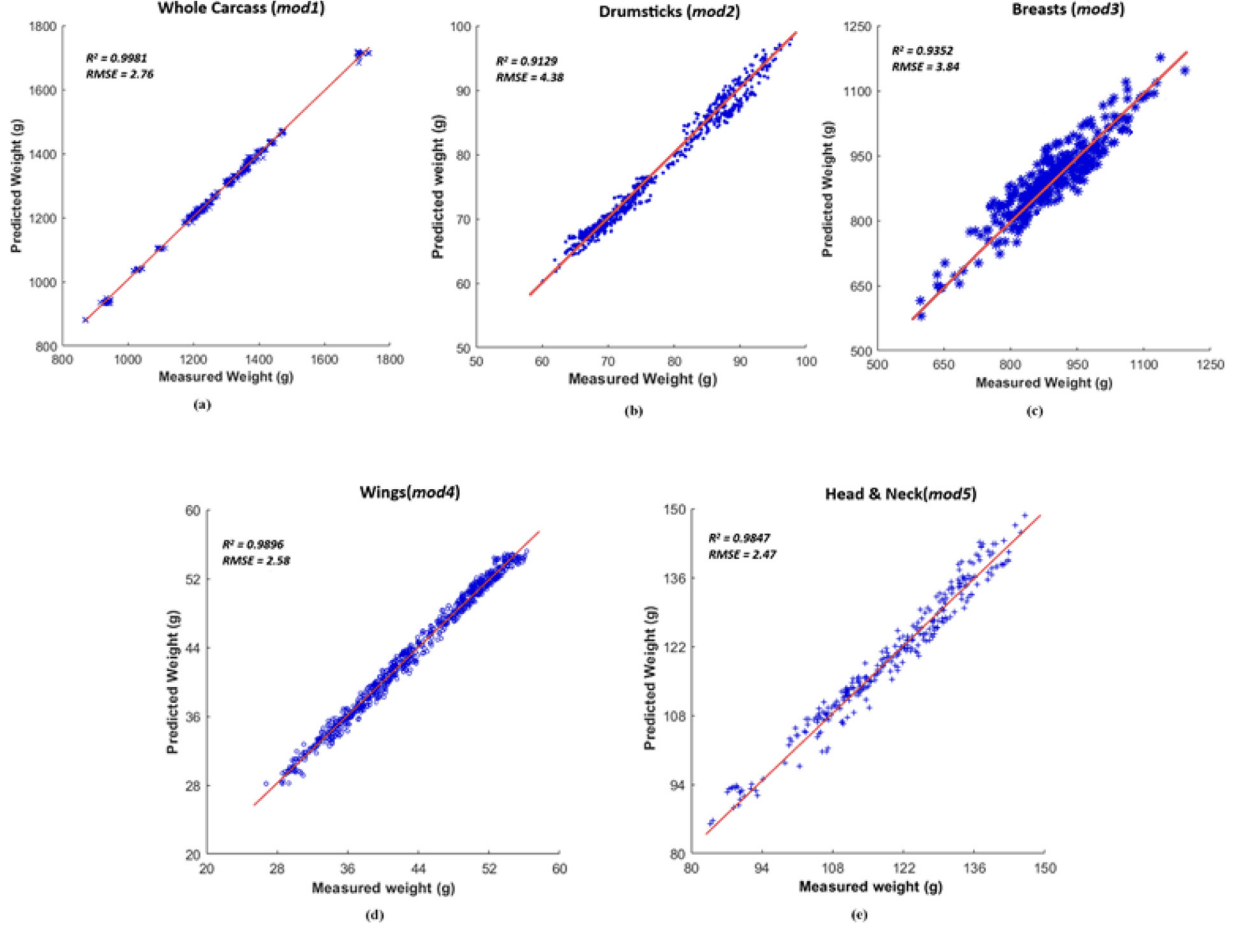 Whole Carcass (mod1)
R² = 0.9981
RMSE = 2.76
Predicted Weight (g)
1800
1600
1400
1200
1000
800
800 1000 1200 1400 1600 1800
Measured Weight (g)
(a)
Drumsticks (mod2)
R² = 0.9129
RMSE = 4.38
Predicted weight (g)
100
90
80
70
60
50
50 60 70 80 90 100
Measured Weight (g)
(b)
Breasts (mod3)
R² = 0.9352
RMSE = 3.84
Predicted Weight (g)
1250
1100
950
800
650
500
500 650 800 950 1100 1250
Measured Weight (g)
(c)
Wings(mod4)
R² = 0.9896
RMSE = 2.58
Predicted Weight (g)
60
52
44
36
28
20
20 28 36 44 52 60
Measured weight (g)
(d)
Head & Neck(mod5)
R² = 0.9847
RMSE = 2.47
Predicted Weight (g)
150
136
122
108
94
80
80 94 108 122 136 150
Measured weight (g)
(e)